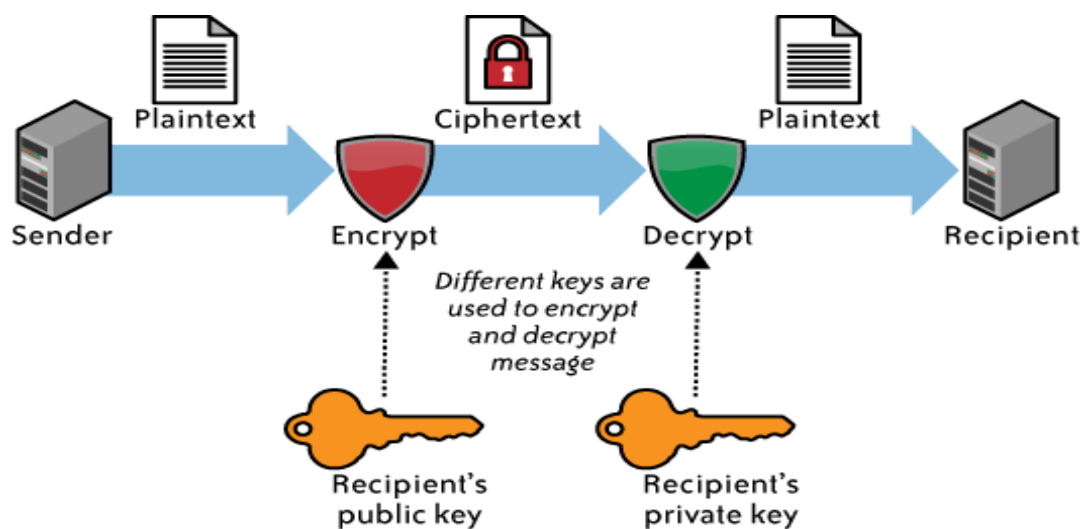 Plaintext
Ciphertext
Plaintext
Sender
Encrypt
Decrypt
Recipient
Different keys are
used to encrypt
and decrypt
message
Recipient's
public key
Recipient's
private key